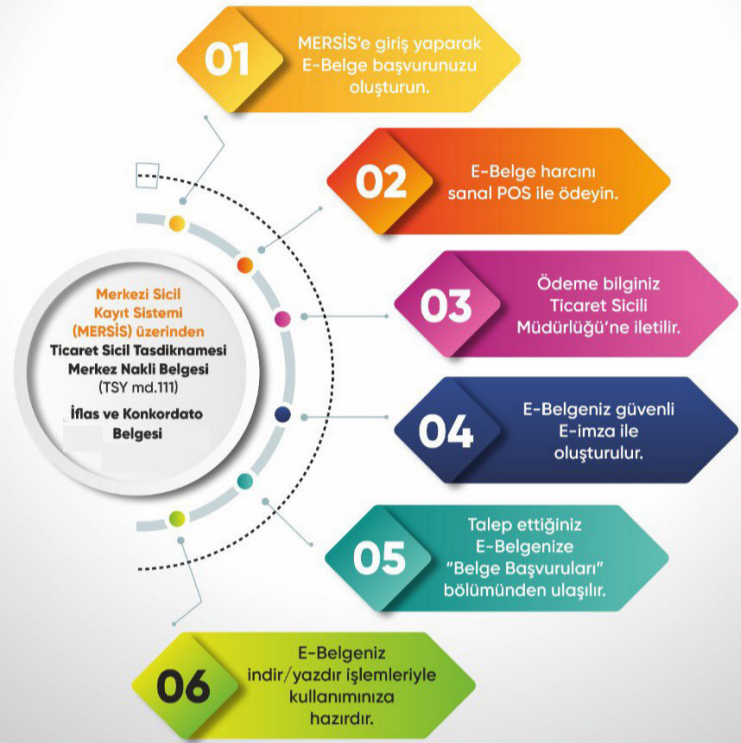 01
MERSİS'e giriş yaparak
E-Belge başvurunuzu
oluşturun.
02
E-Belge harcını
sanal POS ile ödeyin.
03
Ödeme bilginiz
Ticaret Sicili
Müdürlüğü'ne iletilir.
Merkezi Sicil
Kayıt Sistemi
(MERSİS) üzerinden
Ticaret Sicil Tasdiknamesi
Merkez Nakli Belgesi
(TSY md.111)
İflas ve Konkordato
Belgesi
04
E-Belgeniz güvenli
E-imza ile
oluşturulur.
05
Talep ettiğiniz
E-Belgenize
"Belge Başvuruları"
bölümünden ulaşılır.
06
E-Belgeniz
indir/yazdır işlemleriyle
kullanımınıza
hazırdır.